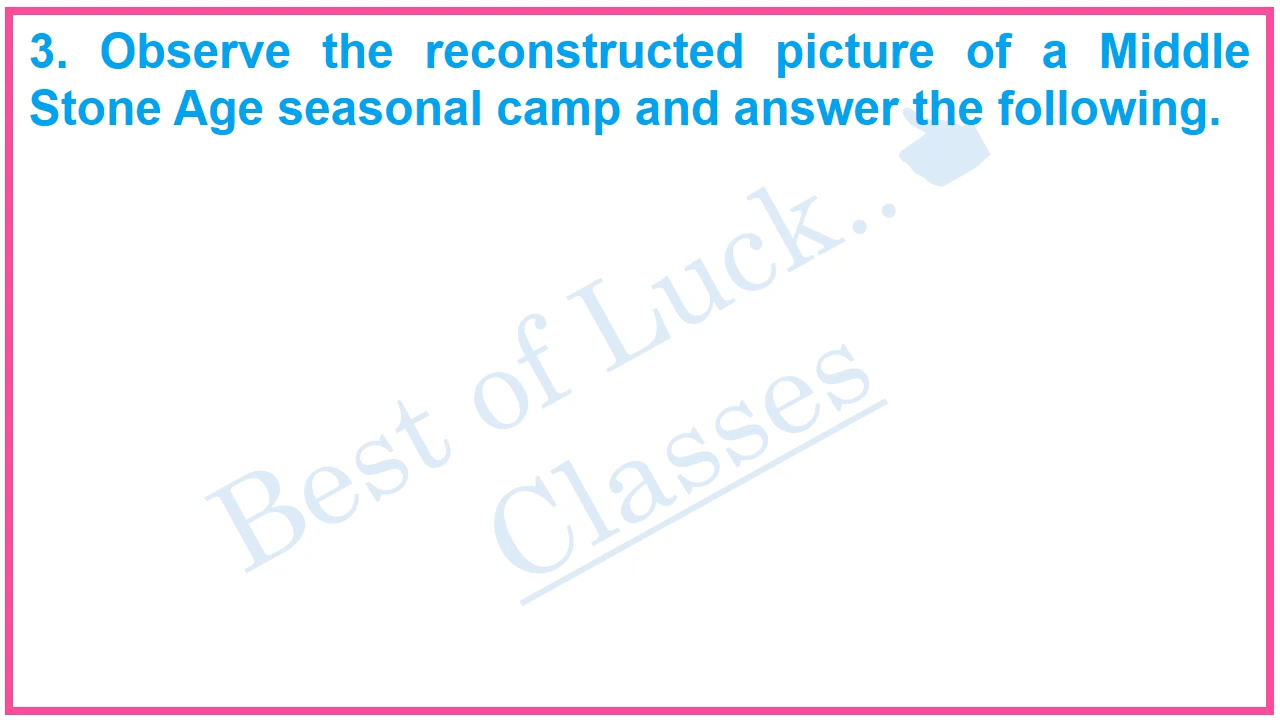 3. Observe the reconstructed picture of a Middle
Stone Age seasonal camp and answer the following.
Best of Luck..
Classes